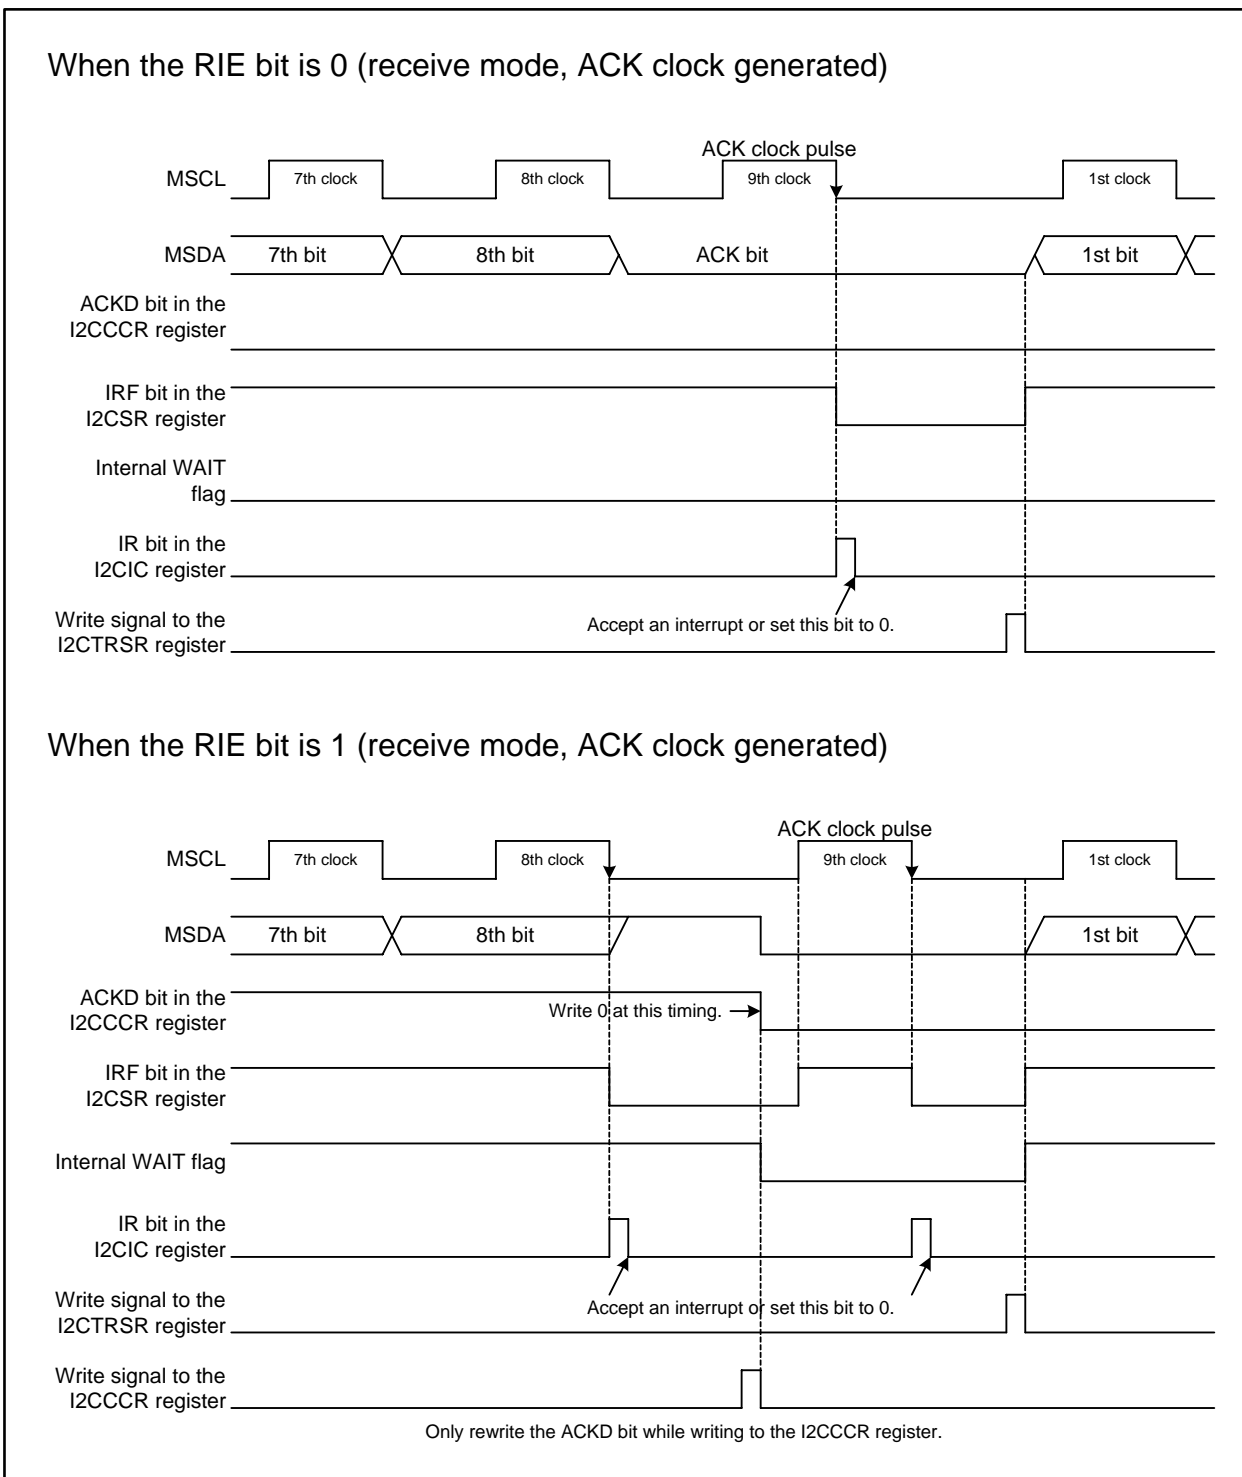 When the RIE bit is 0 (receive mode, ACK clock generated)
ACK clock pulse
MSCL
7th clock
8th clock
9th clock
1st clock
MSDA
7th bit
8th bit
ACK bit
1st bit
ACKD bit in the
I2CCCR register
IRF bit in the
I2CSR register
Internal WAIT
flag
IR bit in the
I2CIC register
Accept an interrupt or set this bit to 0.
Write signal to the
I2CTRSR register
When the RIE bit is 1 (receive mode, ACK clock generated)
ACK clock pulse
MSCL
7th clock
8th clock
9th clock
1st clock
MSDA
7th bit
8th bit
1st bit
ACKD bit in the
I2CCCR register
Write 0 at this timing.
IRF bit in the
I2CSR register
Internal WAIT flag
IR bit in the
I2CIC register
Accept an interrupt or set this bit to 0.
Write signal to the
I2CTRSR register
Write signal to the
I2CCCR register
Only rewrite the ACKD bit while writing to the I2CCCR register.